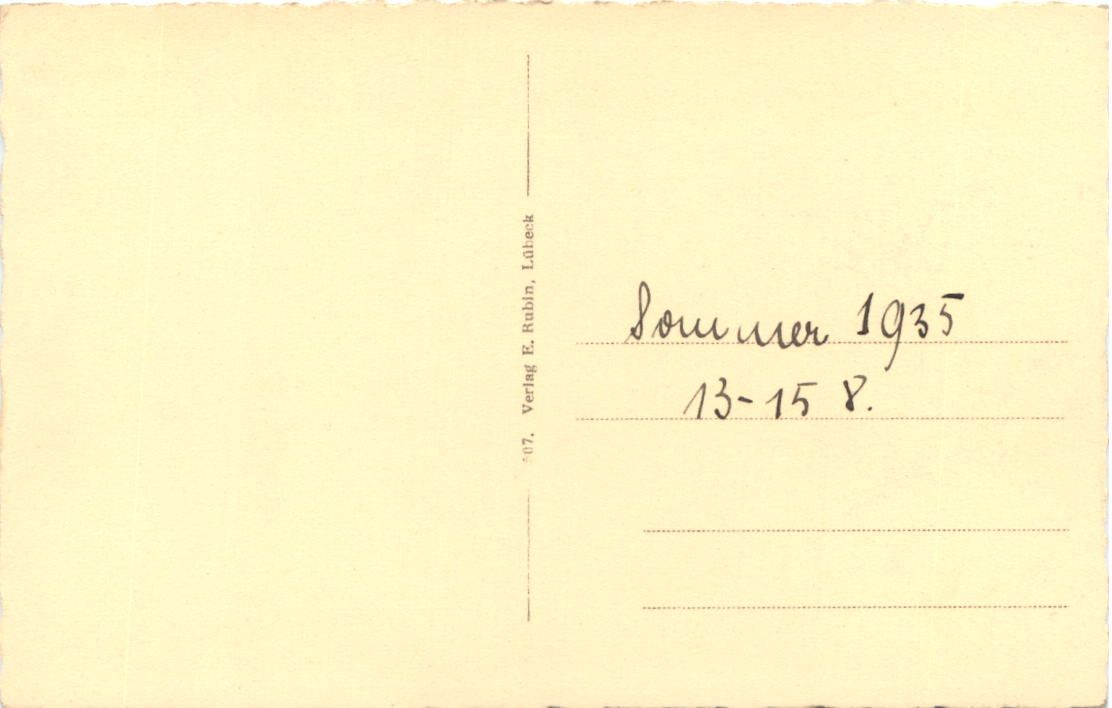 07. Verlag E. Rubin, Lübeck
Sommer 1935
13-15 8.